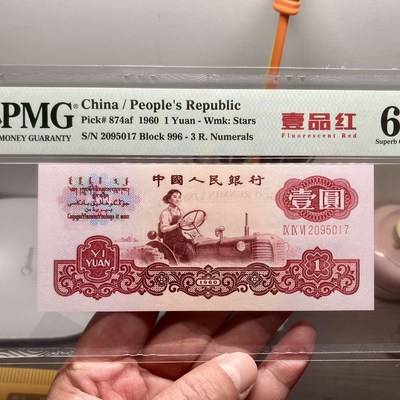 PMG
MONEY GUARANTY
China / People's Republic
Pick# 874af 1960 1 Yuan - Wmk: Stars
S/N 2095017 Block 996 - 3 R. Numerals
壹品红
Fluorescent Red
6
Superb
中國人民銀行
壹圓
IX IX VI 2095017
YI
YUAN
1960
1